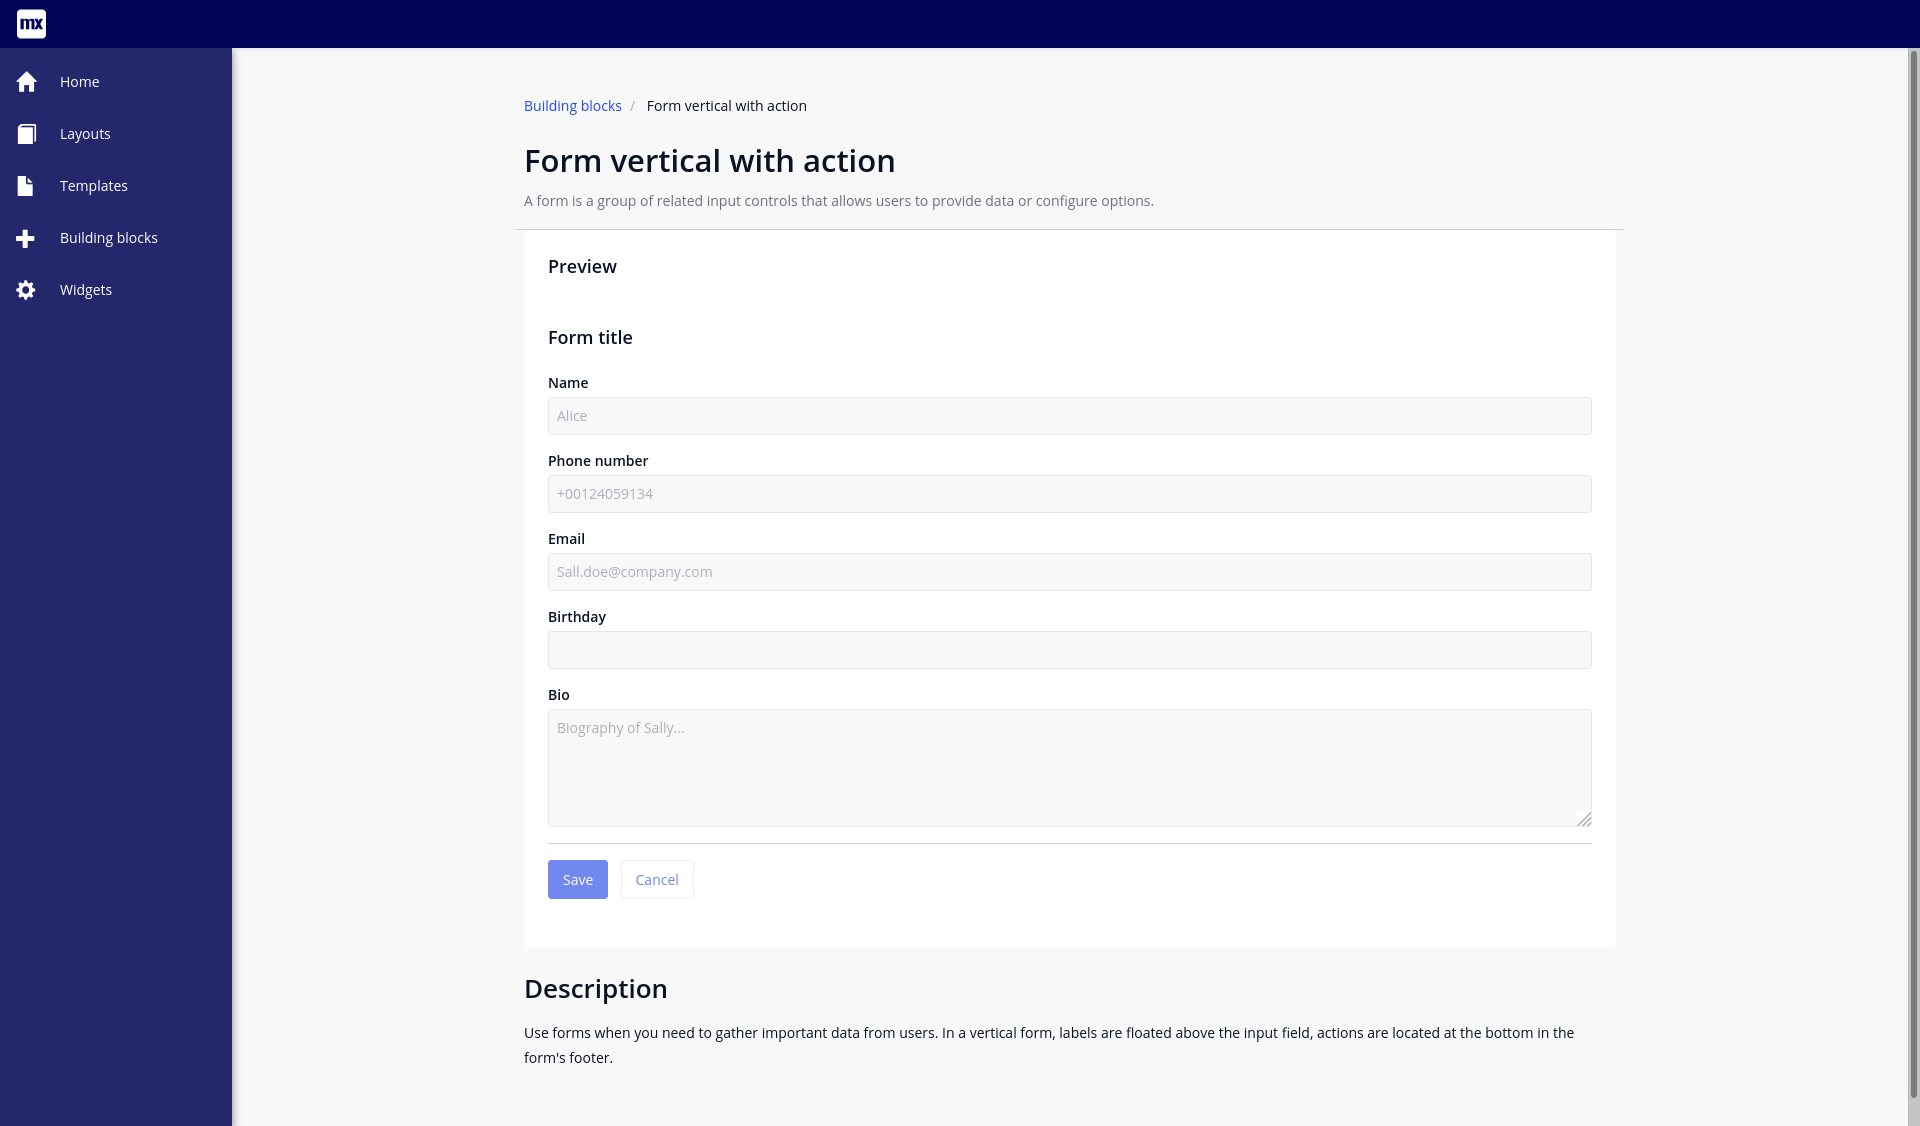 mx
Home
Layouts
Templates
Building blocks
Widgets
Building blocks / Form vertical with action
Form vertical with action
A form is a group of related input controls that allows users to provide data or configure options.
Preview
Form title
Name
Alice
Phone number
+00124059134
Email
Sall.doe@company.com
Birthday
Bio
Biography of Sally...
Save Cancel
Description
Use forms when you need to gather important data from users. In a vertical form, labels are floated above the input field, actions are located at the bottom in the
form's footer.